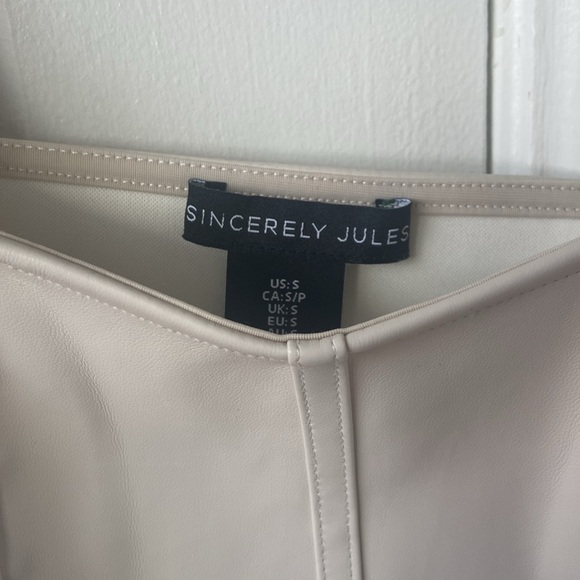 SINCERELY JULES
US: S
CA: S/P
UK: S
EU: S